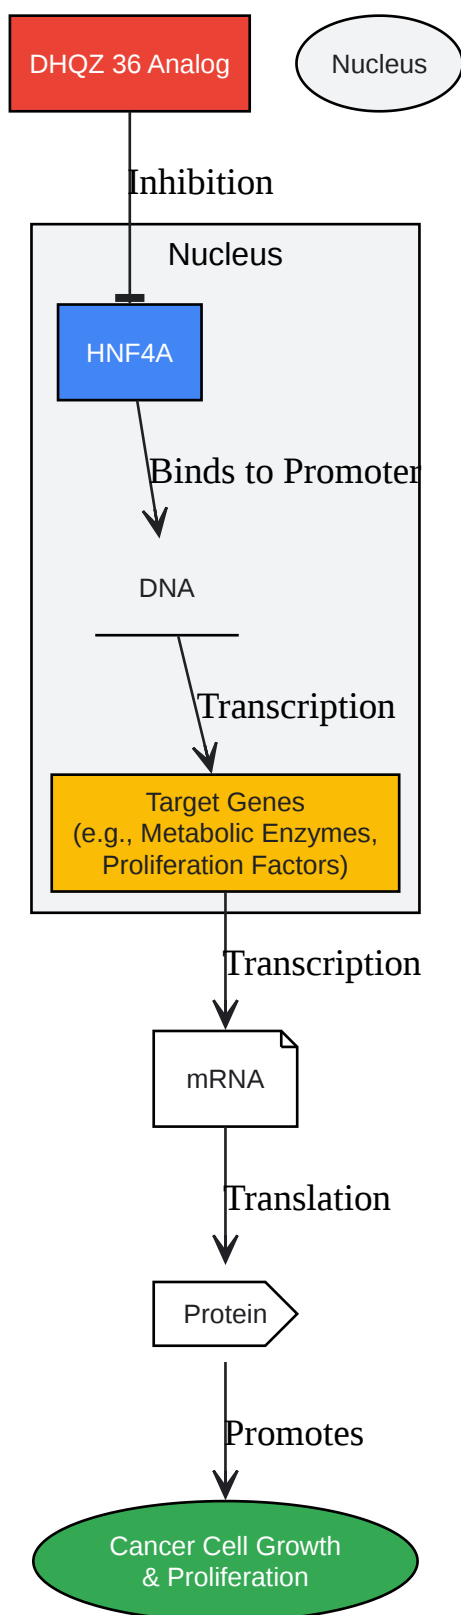 DHQZ 36 Analog
Nucleus
Inhibition
Nucleus
HNF4A
Binds to Promoter
DNA
Transcription
Target Genes
(e.g., Metabolic Enzymes,
Proliferation Factors)
Transcription
mRNA
Translation
Protein
Promotes
Cancer Cell Growth
& Proliferation